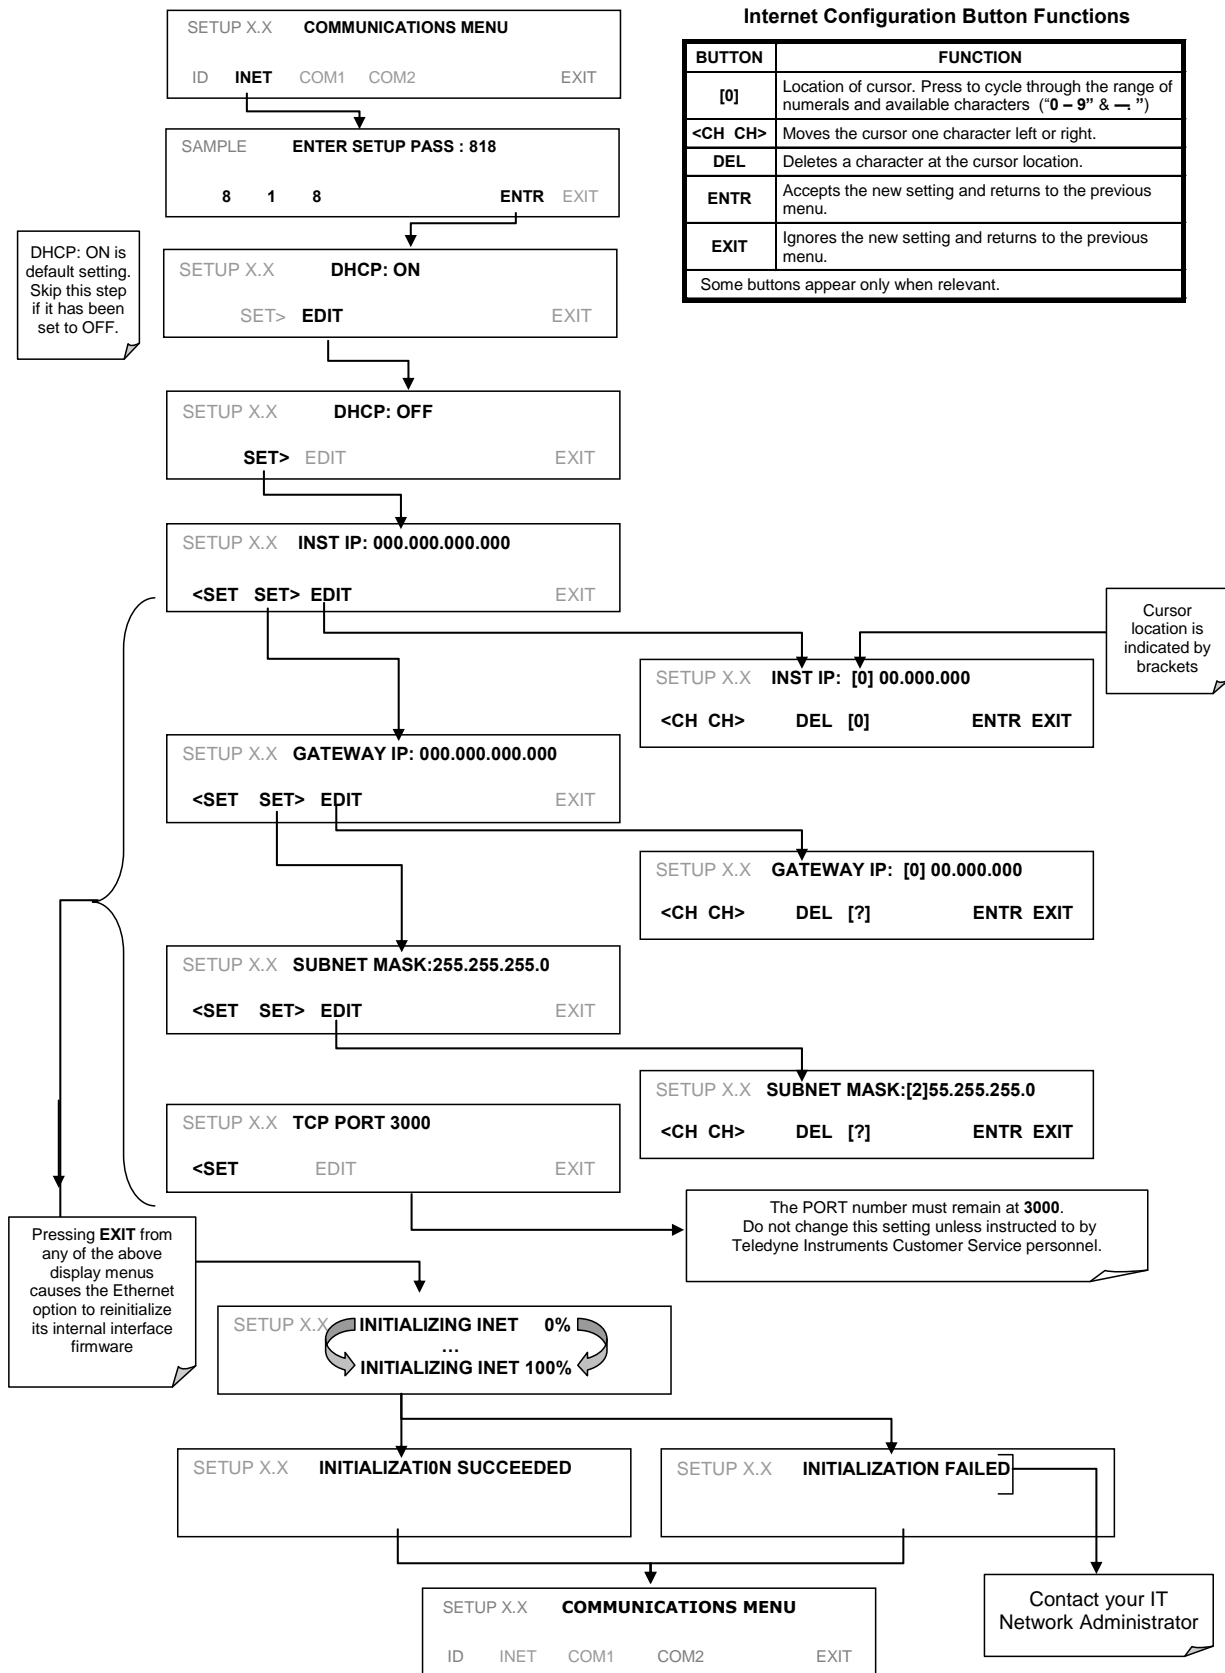 SETUP X.X COMMUNICATIONS MENU
ID INET COM1 COM2 EXIT
Internet Configuration Button Functions
BUTTON FUNCTION
[0] Location of cursor. Press to cycle through the range of
numerals and available characters (“0 – 9” & —. ”)
<CH CH> Moves the cursor one character left or right.
DEL Deletes a character at the cursor location.
ENTR Accepts the new setting and returns to the previous
menu.
EXIT Ignores the new setting and returns to the previous
menu.
Some buttons appear only when relevant.
SAMPLE ENTER SETUP PASS : 818
8 1 8 ENTR EXIT
DHCP: ON is
default setting.
Skip this step
if it has been
set to OFF.
SETUP X.X DHCP: ON
SET> EDIT EXIT
SETUP X.X DHCP: OFF
SET> EDIT EXIT
SETUP X.X INST IP: 000.000.000.000
<SET SET> EDIT EXIT
Cursor
location is
indicated by
brackets
SETUP X.X INST IP: [0] 00.000.000
<CH CH> DEL [0] ENTR EXIT
SETUP X.X GATEWAY IP: 000.000.000.000
<SET SET> EDIT EXIT
SETUP X.X GATEWAY IP: [0] 00.000.000
<CH CH> DEL [?] ENTR EXIT
SETUP X.X SUBNET MASK:255.255.255.0
<SET SET> EDIT EXIT
SETUP X.X SUBNET MASK:[2]55.255.255.0
<CH CH> DEL [?] ENTR EXIT
SETUP X.X TCP PORT 3000
<SET EDIT EXIT
The PORT number must remain at 3000.
Do not change this setting unless instructed to by
Teledyne Instruments Customer Service personnel.
Pressing EXIT from
any of the above
display menus
causes the Ethernet
option to reinitialize
its internal interface
firmware
SETUP X.X INITIALIZING INET 0%
…
INITIALIZING INET 100%
SETUP X.X INITIALIZATI0N SUCCEEDED
SETUP X.X INITIALIZATION FAILED
Contact your IT
Network Administrator
SETUP X.X COMMUNICATIONS MENU
ID INET COM1 COM2 EXIT